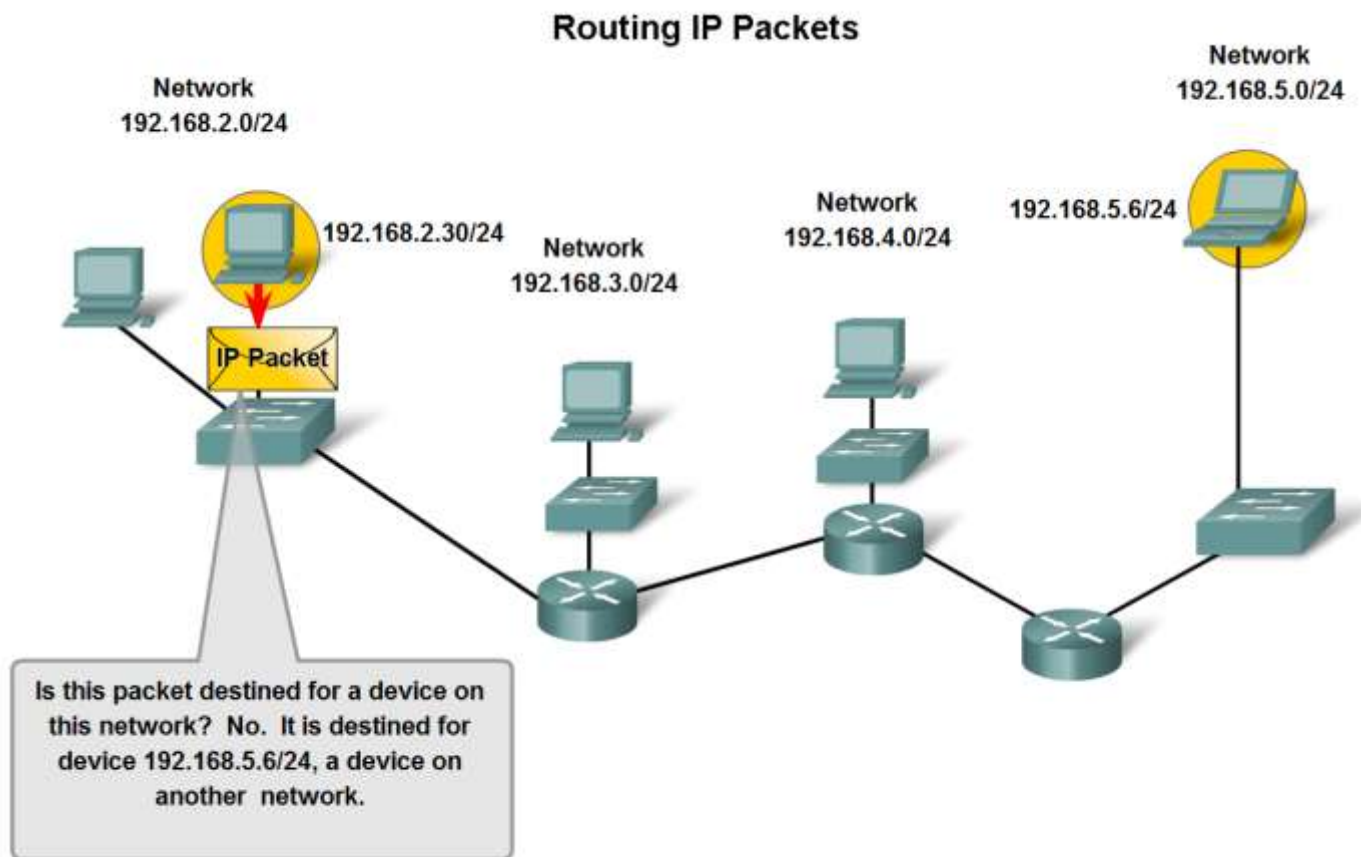 Routing IP Packets
Network
192.168.2.0/24
Network
192.168.5.0/24
192.168.2.30/24
Network
192.168.3.0/24
Network
192.168.4.0/24
192.168.5.6/24
IP Packet
Is this packet destined for a device on
this network? No. It is destined for
device 192.168.5.6/24, a device on
another network.